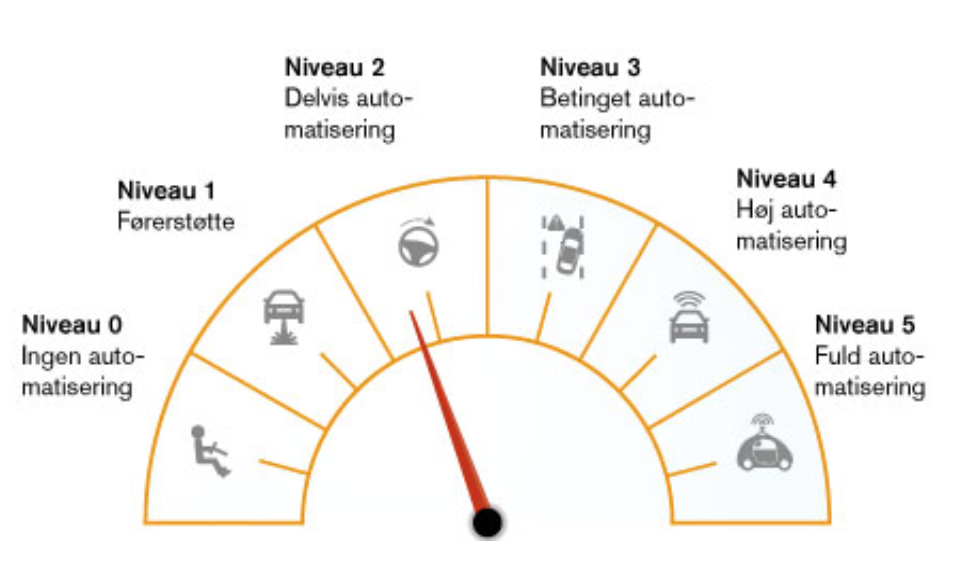 Niveau 0
Ingen auto-
matisering
Niveau 1
Førerstøtte
Niveau 2
Delvis auto-
matisering
Niveau 3
Betinget auto-
matisering
Niveau 4
Høj auto-
matisering
Niveau 5
Fuld auto-
matisering